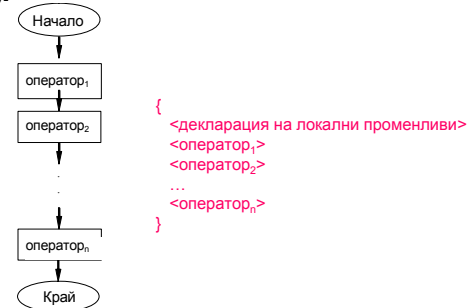 Начало
оператор₁
оператор₂
.
.
операторₙ
Край
{
<декларация на локални променливи>
<оператор₁>
<оператор₂>
…
<операторₙ>
}